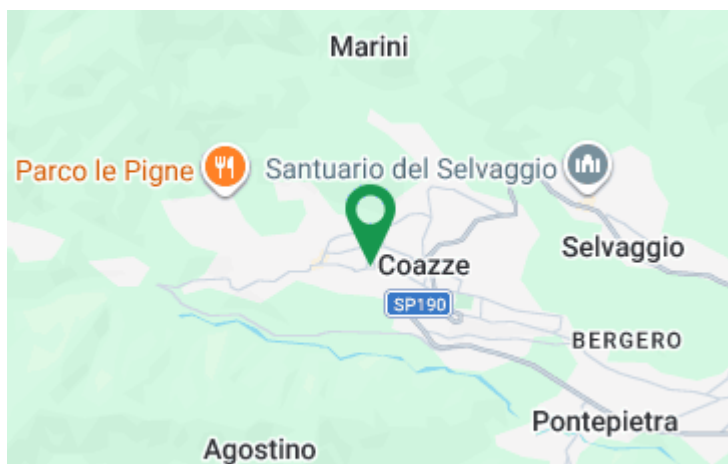 Marini
Parco le Pigne
Santuario del Selvaggio
Selvaggio
Coazze
SP190
BERGERO
Pontepietra
Agostino